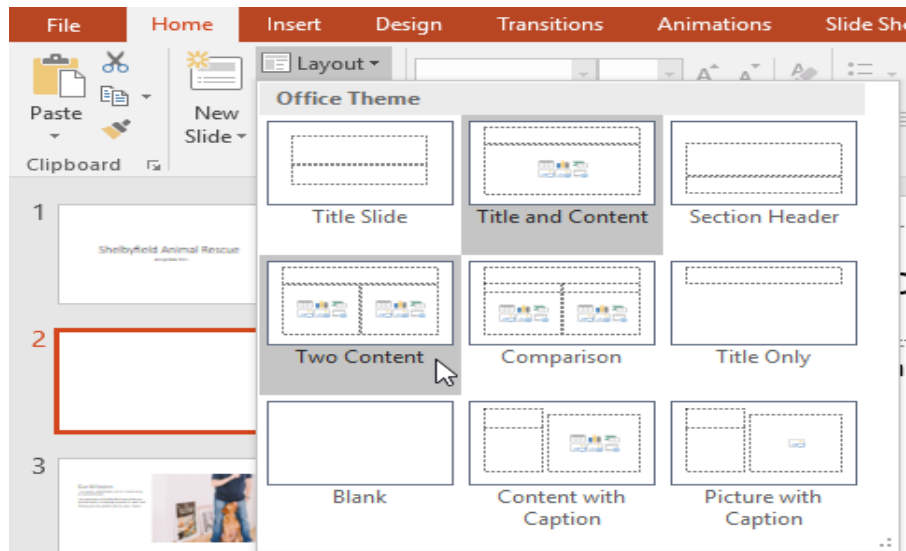 File Home Insert Design Transitions Animations Slide Sh
Layout
Paste
New
Slide
Clipboard
Office Theme
Title Slide Title and Content Section Header
Two Content Comparison Title Only
Blank Content with Caption Picture with Caption
1
Shelbyfield Animal Rescue
2
3
Our Mission